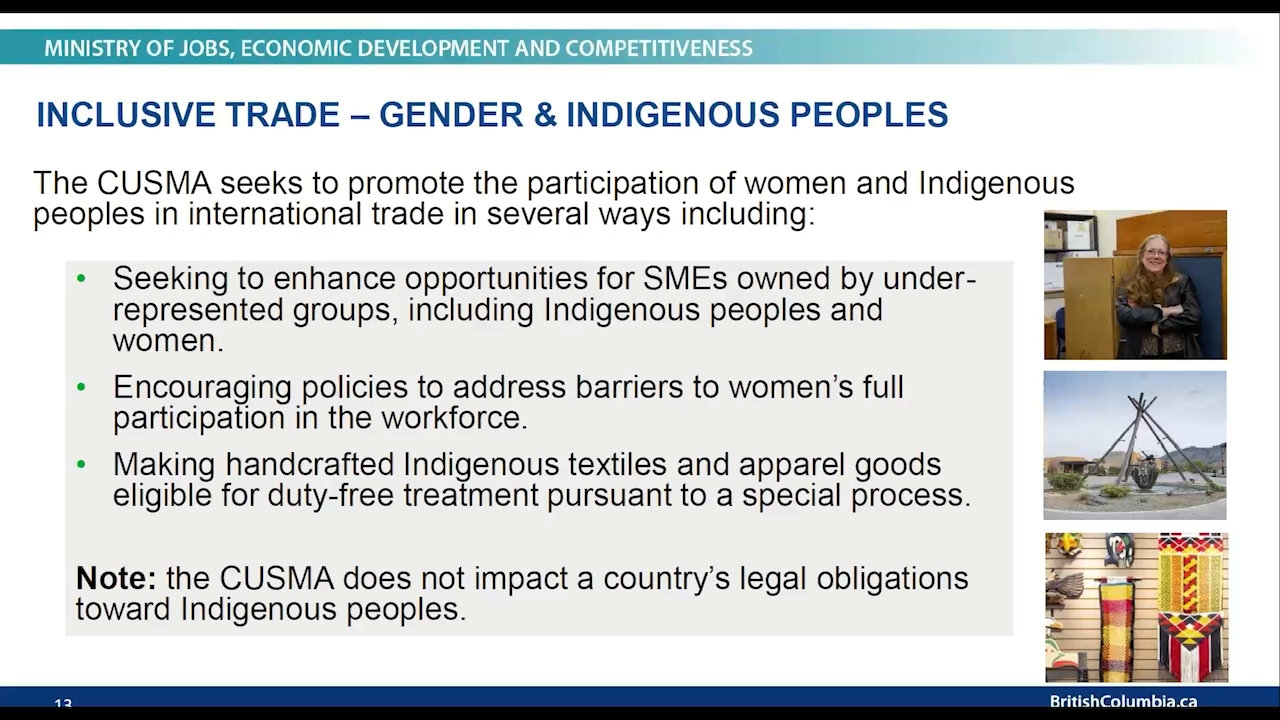 MINISTRY OF JOBS, ECONOMIC DEVELOPMENT AND COMPETITIVENESS
INCLUSIVE TRADE – GENDER & INDIGENOUS PEOPLES
The CUSMA seeks to promote the participation of women and Indigenous
peoples in international trade in several ways including:
• Seeking to enhance opportunities for SMEs owned by under-
represented groups, including Indigenous peoples and
women.
• Encouraging policies to address barriers to women’s full
participation in the workforce.
• Making handcrafted Indigenous textiles and apparel goods
eligible for duty-free treatment pursuant to a special process.
Note: the CUSMA does not impact a country’s legal obligations
toward Indigenous peoples.
13
BritishColumbia.ca